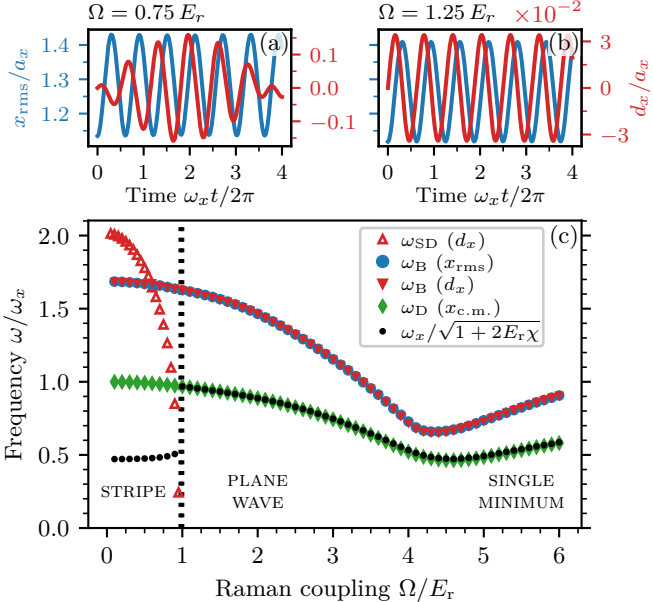 Ω = 0.75 E_r
Ω = 1.25 E_r
×10⁻²
(a)
(b)
x_rms/a_x
1.4
1.3
1.2
0.1
0.0
−0.1
3
0
−3
d_x/a_x
0 1 2 3 4
0 1 2 3 4
Time ω_x t/2π
Time ω_x t/2π
(c)
Frequency ω/ω_x
2.0
1.5
1.0
0.5
0.0
ω_SD (d_x)
ω_B (x_rms)
ω_B (d_x)
ω_D (x_c.m.)
ω_x/√1 + 2E_rχ
STRIPE
PLANE
WAVE
SINGLE
MINIMUM
0 1 2 3 4 5 6
Raman coupling Ω/E_r